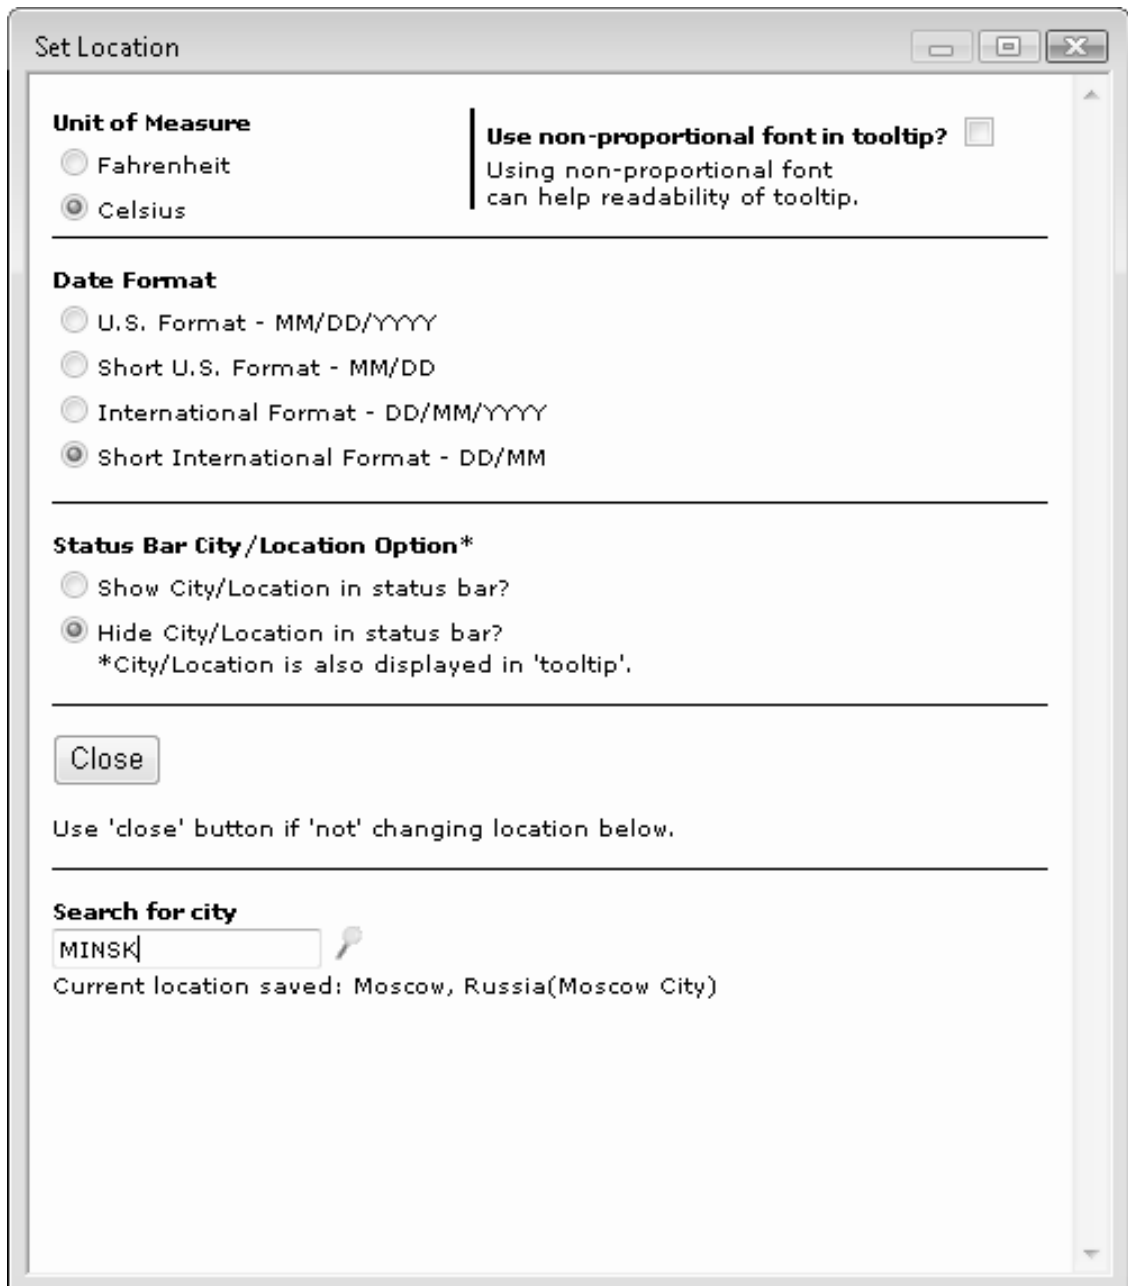 Set Location
Unit of Measure
Fahrenheit
Celsius
Use non-proportional font in tooltip?
Using non-proportional font
can help readability of tooltip.
Date Format
U.S. Format - MM/DD/YYYY
Short U.S. Format - MM/DD
International Format - DD/MM/YYYY
Short International Format - DD/MM
Status Bar City/Location Option*
Show City/Location in status bar?
Hide City/Location in status bar?
*City/Location is also displayed in 'tooltip'.
Close
Use 'close' button if 'not' changing location below.
Search for city
MINSK
Current location saved: Moscow, Russia(Moscow City)